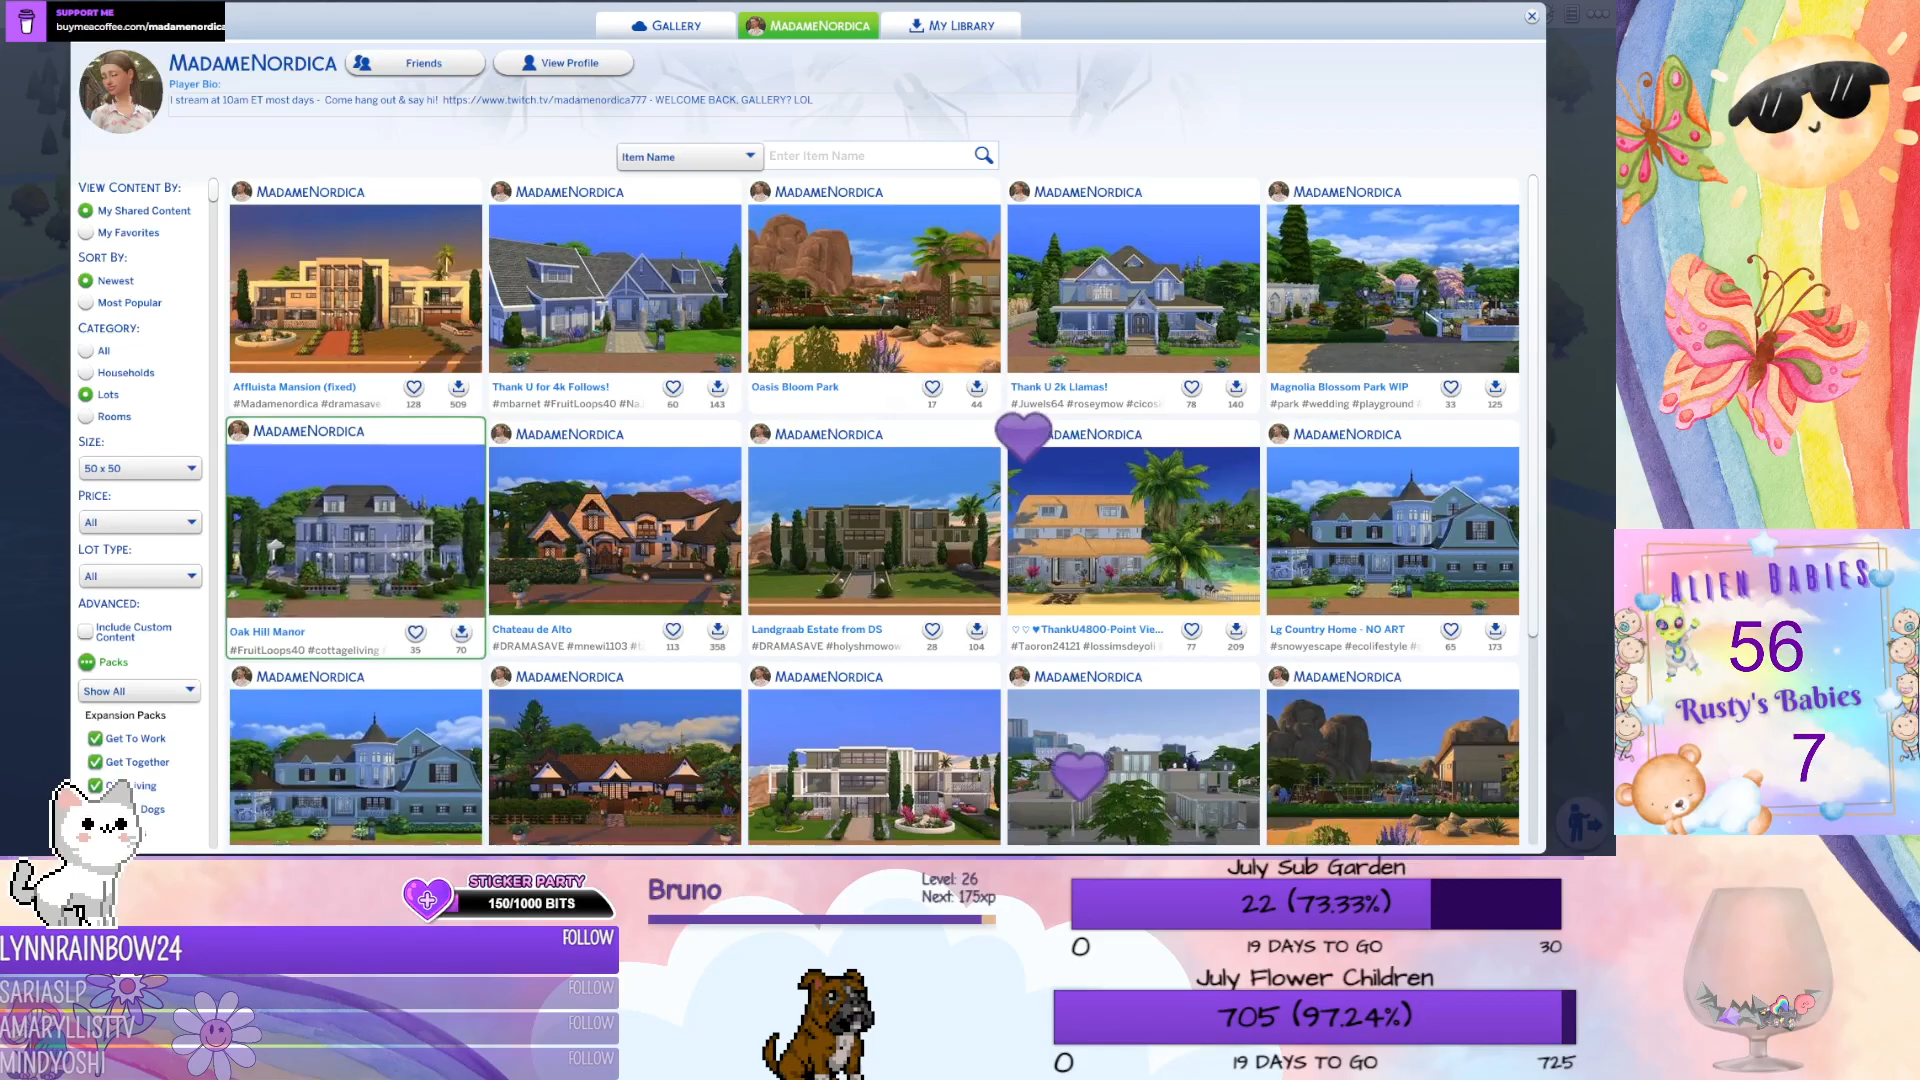 SUPPORT ME
buymeacoffee.com/madamenordica
GALLERY
MADAMENORDICA
MY LIBRARY
MADAMENORDICA
Friends
View Profile
Player Bio:
I stream at 10am ET most days - Come hang out & say hi! https://www.twitch.tv/madamenordica777 - WELCOME BACK, GALLERY? LOL
Item Name
Enter Item Name
VIEW CONTENT BY:
My Shared Content
My Favorites
SORT BY:
Newest
Most Popular
CATEGORY:
All
Households
Lots
Rooms
SIZE:
50 x 50
PRICE:
All
LOT TYPE:
All
ADVANCED:
Include Custom
Content
Packs
Show All
Expansion Packs
Get To Work
Get Together
Dogs
MADAMENORDICA
MADAMENORDICA
MADAMENORDICA
MADAMENORDICA
MADAMENORDICA
Affluista Mansion (fixed)
#Madamenordica #dramasave
128
509
Thank U for 4k Follows!
#mbarnet #FruitLoops40 #Na
60
143
Oasis Bloom Park
17
44
Thank U 2k Llamas!
#Juwels64 #roseymow #cicos
78
140
Magnolia Blossom Park WIP
#park #wedding #playground
33
125
MADAMENORDICA
MADAMENORDICA
MADAMENORDICA
ADAMENORDICA
MADAMENORDICA
Oak Hill Manor
#FruitLoops40 #cottageliving
35
70
Chateau de Alto
#DRAMASAVE #mnewi1103
113
358
Landgraab Estate from DS
#DRAMASAVE #holyshmowow
28
104
♡ ♡ ♥ThankU4800-Point Vie...
#Taoron24121 #lossimsdeyoli
77
209
Lg Country Home - NO ART
#snowyescape #ecolifestyle
65
173
MADAMENORDICA
MADAMENORDICA
MADAMENORDICA
MADAMENORDICA
MADAMENORDICA
ALIEN BABIES
56
Rusty's Babies
7
STICKER PARTY
150/1000 BITS
Bruno
Level: 26
Next: 175xp
July Sub Garden
22 (73.33%)
0
19 DAYS TO GO
30
July Flower Children
705 (97.24%)
0
19 DAYS TO GO
725
LYNNRAINBOW24
FOLLOW
SARIASLP
FOLLOW
AMARYLLISTTV
FOLLOW
MINDYOSHI
FOLLOW